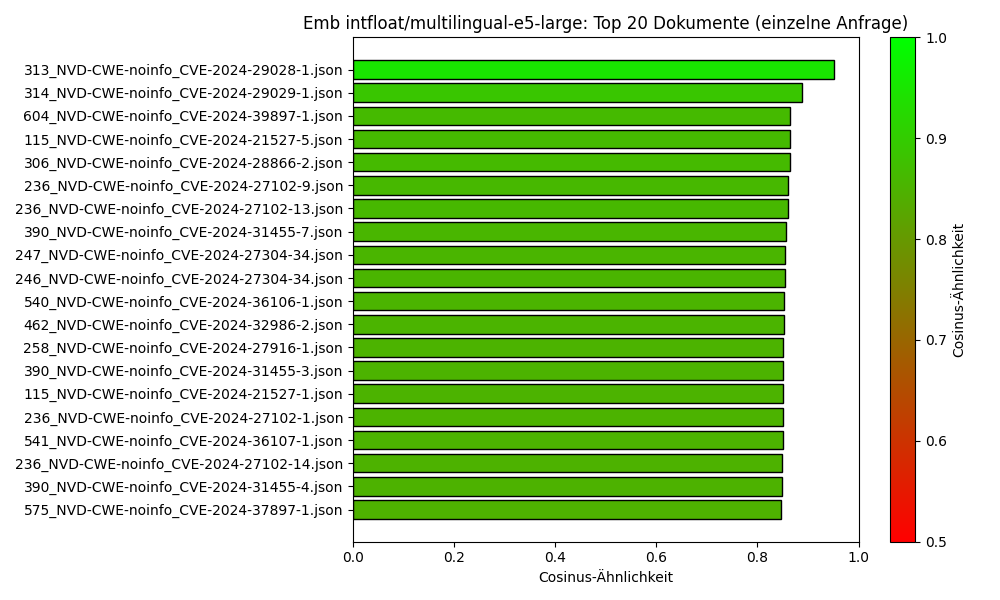 Emb intfloat/multilingual-e5-large: Top 20 Dokumente (einzelne Anfrage)
313_NVD-CWE-noinfo_CVE-2024-29028-1.json
314_NVD-CWE-noinfo_CVE-2024-29029-1.json
604_NVD-CWE-noinfo_CVE-2024-39897-1.json
115_NVD-CWE-noinfo_CVE-2024-21527-5.json
306_NVD-CWE-noinfo_CVE-2024-28866-2.json
236_NVD-CWE-noinfo_CVE-2024-27102-9.json
236_NVD-CWE-noinfo_CVE-2024-27102-13.json
390_NVD-CWE-noinfo_CVE-2024-31455-7.json
247_NVD-CWE-noinfo_CVE-2024-27304-34.json
246_NVD-CWE-noinfo_CVE-2024-27304-34.json
540_NVD-CWE-noinfo_CVE-2024-36106-1.json
462_NVD-CWE-noinfo_CVE-2024-32986-2.json
258_NVD-CWE-noinfo_CVE-2024-27916-1.json
390_NVD-CWE-noinfo_CVE-2024-31455-3.json
115_NVD-CWE-noinfo_CVE-2024-21527-1.json
236_NVD-CWE-noinfo_CVE-2024-27102-1.json
541_NVD-CWE-noinfo_CVE-2024-36107-1.json
236_NVD-CWE-noinfo_CVE-2024-27102-14.json
390_NVD-CWE-noinfo_CVE-2024-31455-4.json
575_NVD-CWE-noinfo_CVE-2024-37897-1.json
0.0 0.2 0.4 0.6 0.8 1.0
Cosinus-Ähnlichkeit
1.0
0.9
0.8
0.7
0.6
0.5
Cosinus-Ähnlichkeit